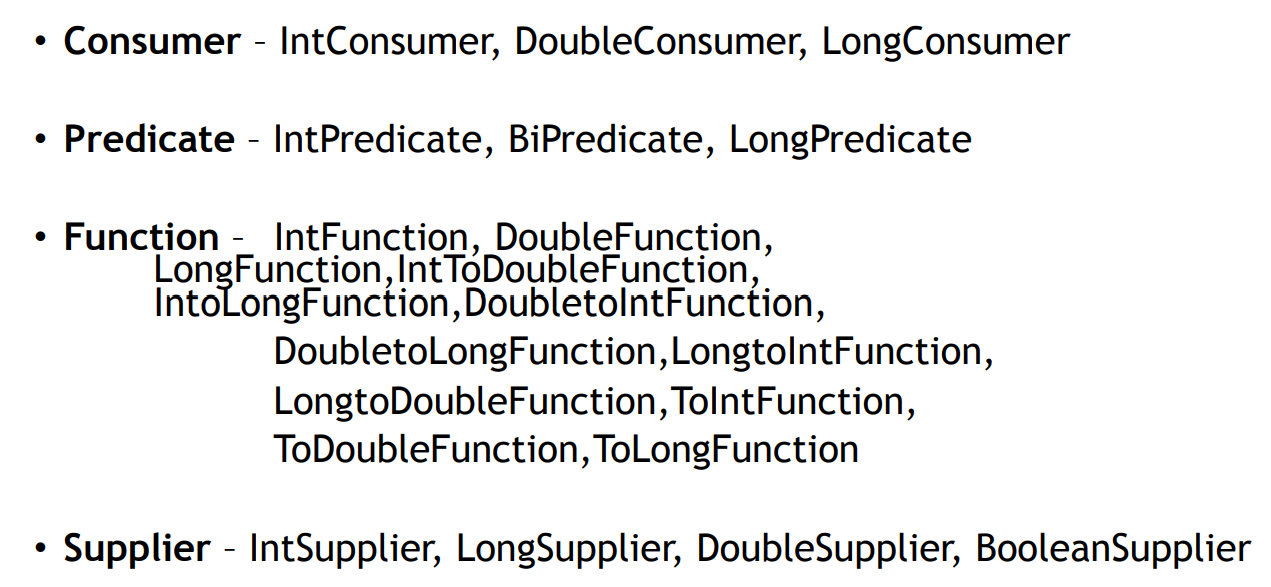 • Consumer – IntConsumer, DoubleConsumer, LongConsumer
• Predicate – IntPredicate, BiPredicate, LongPredicate
• Function – IntFunction, DoubleFunction,
LongFunction,IntToDoubleFunction,
IntoLongFunction,DoubletoIntFunction,
DoubletoLongFunction,LongtoIntFunction,
LongtoDoubleFunction,ToIntFunction,
ToDoubleFunction,ToLongFunction
• Supplier – IntSupplier, LongSupplier, DoubleSupplier, BooleanSupplier